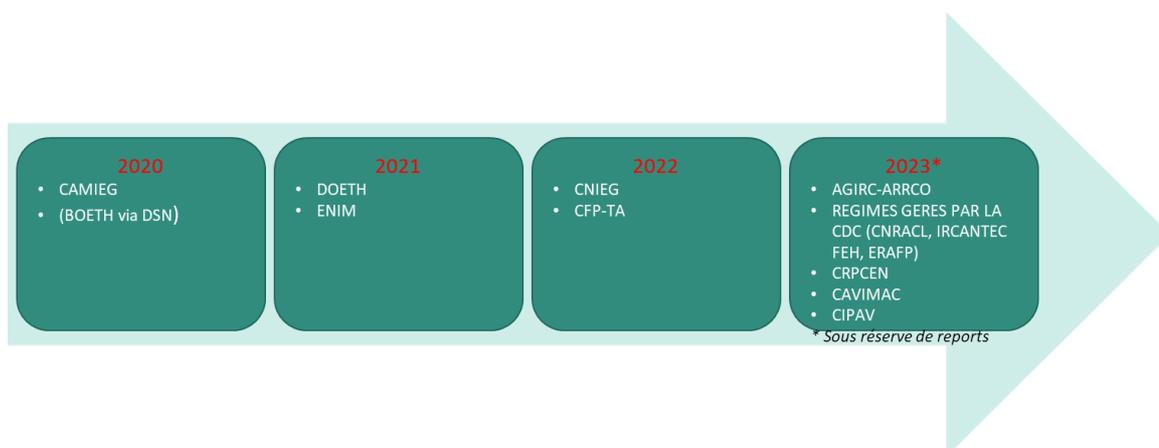 2020
• CAMIEG
• (BOETH via DSN)
2021
• DOETH
• ENIM
2022
• CNIEG
• CFP-TA
2023*
• AGIRC-ARRCO
• REGIMES GERES PAR LA
CDC (CNRACL, IRCANTEC
FEH, ERAFP)
• CRPCEN
• CAVIMAC
• CIPAV
* Sous réserve de reports